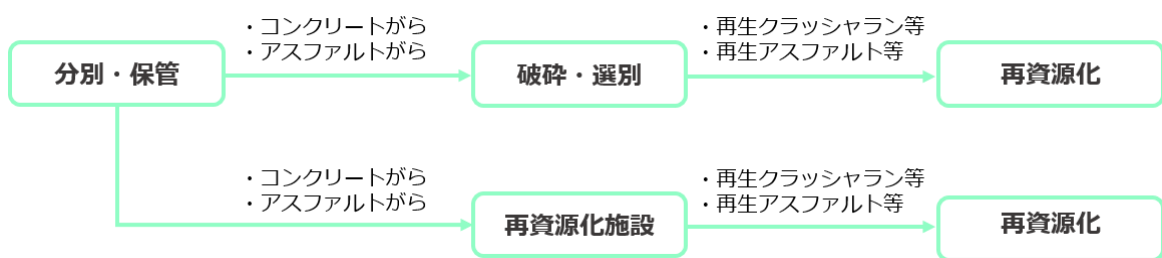 ・コンクリートがら
・アスファルトがら
・再生クラッシャラン等
・再生アスファルト等
分別・保管
破砕・選別
再資源化
・コンクリートがら
・アスファルトがら
・再生クラッシャラン等
・再生アスファルト等
再資源化施設
再資源化